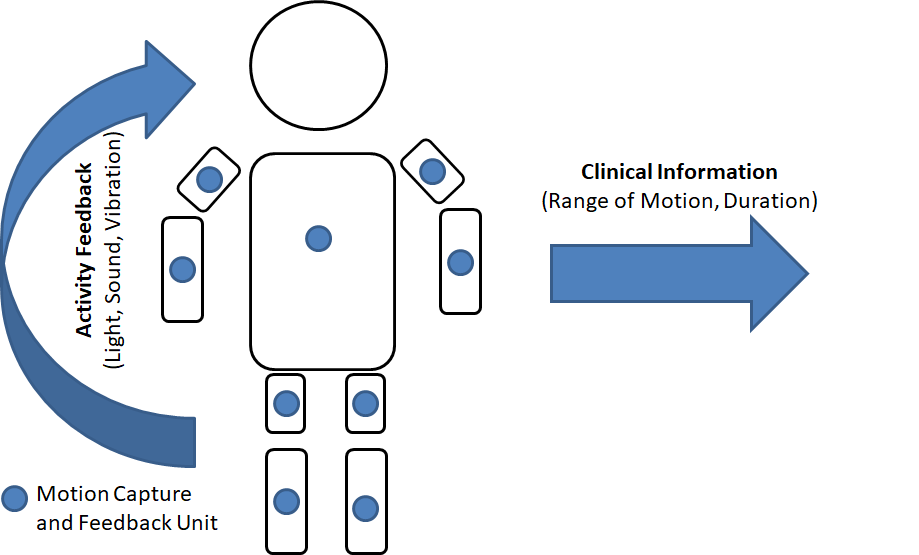 Activity Feedback
(Light, Sound, Vibration)
Clinical Information
(Range of Motion, Duration)
Motion Capture
and Feedback Unit